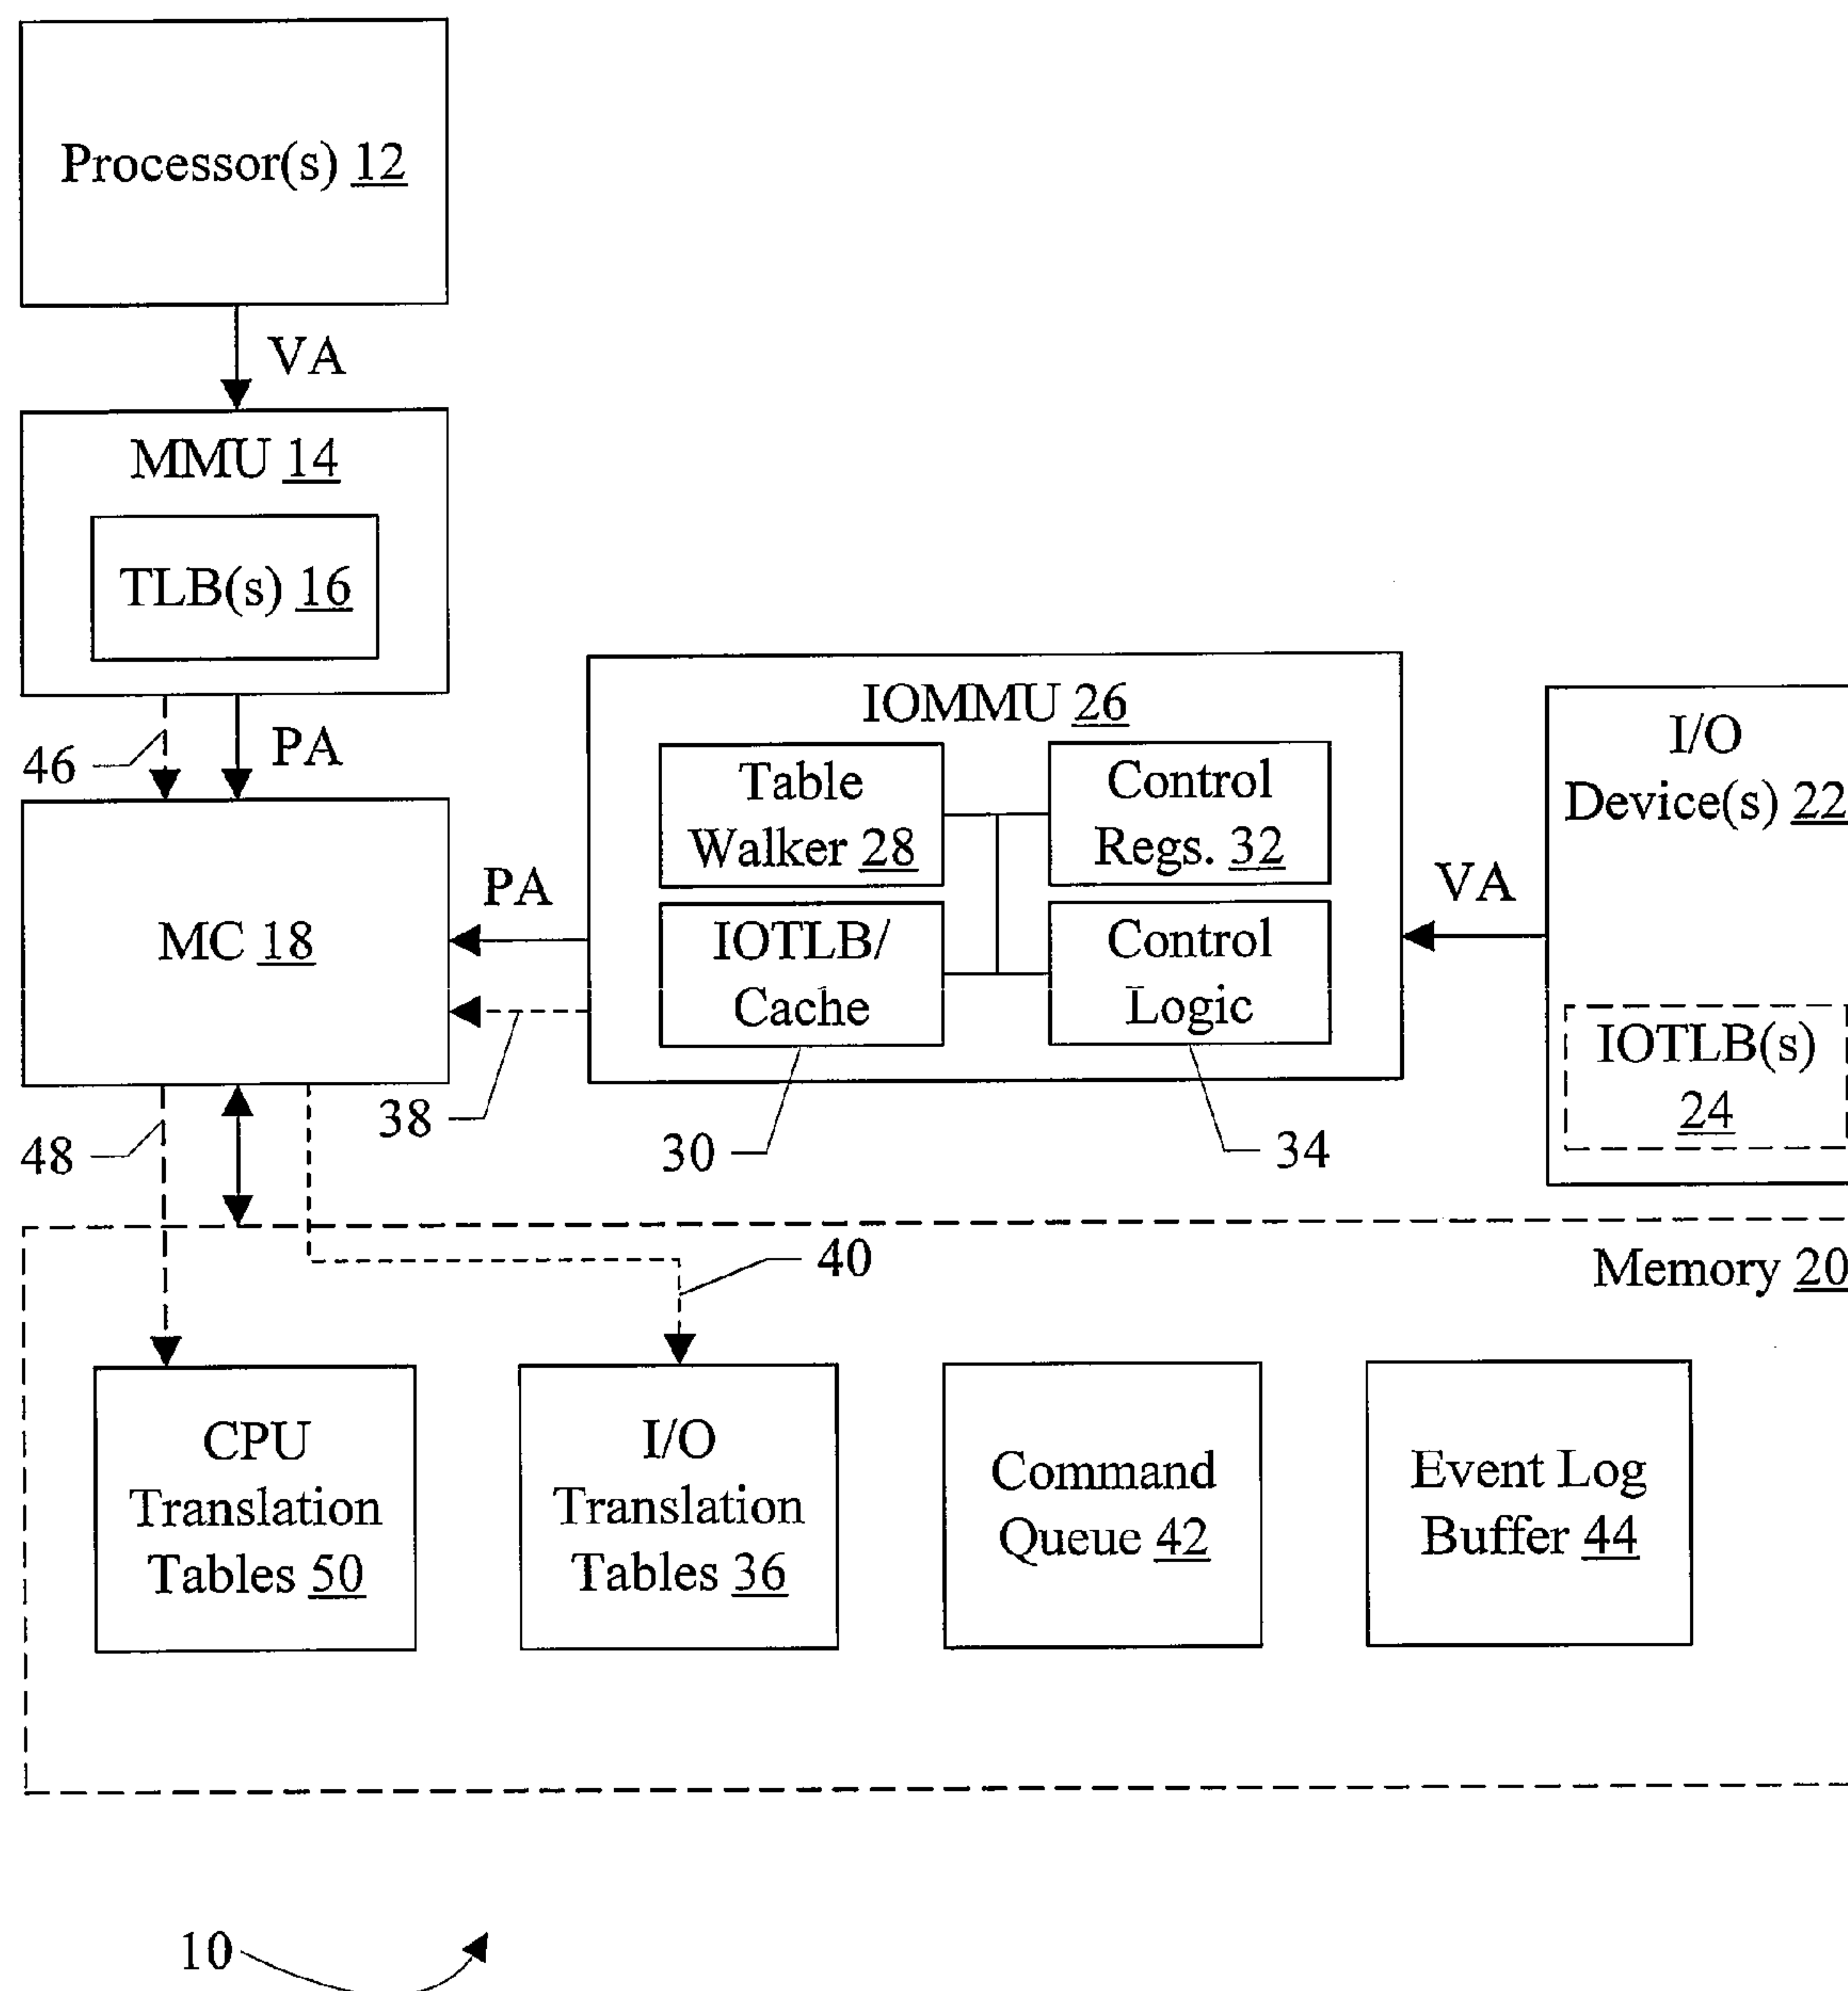 Processor(s) 12
VA
MMU 14
TLB(s) 16
46
PA
MC 18
PA
38
IOMMU 26
Table
Walker 28
Control
Regs. 32
IOTLB/
Cache
Control
Logic
30
34
VA
I/O
Device(s) 22
IOTLB(s)
24
48
40
Memory 20
CPU
Translation
Tables 50
I/O
Translation
Tables 36
Command
Queue 42
Event Log
Buffer 44
10